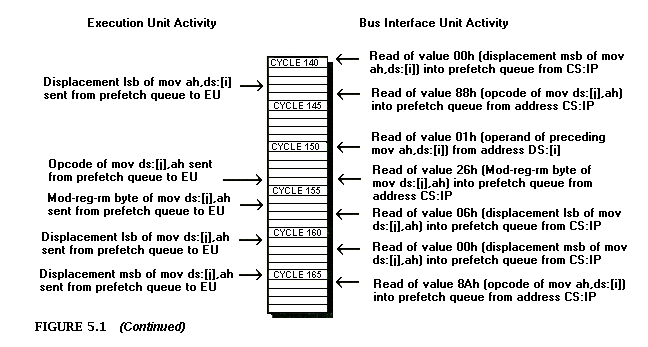 Execution Unit Activity
Bus Interface Unit Activity
CYCLE 140
CYCLE 145
CYCLE 150
CYCLE 155
CYCLE 160
CYCLE 165
Displacement lsb of mov ah,ds:[i]
sent from prefetch queue to EU
Opcode of mov ds:[j],ah sent
from prefetch queue to EU
Mod-reg-rm byte of mov ds:[j],ah
sent from prefetch queue to EU
Displacement lsb of mov ds:[j],ah
sent from prefetch queue to EU
Displacement msb of mov ds:[j],ah
sent from prefetch queue to EU
Read of value 00h (displacement msb of mov
ah,ds:[i]) into prefetch queue from CS:IP
Read of value 88h (opcode of mov ds:[j],ah)
into prefetch queue from address CS:IP
Read of value 01h (operand of preceding
mov ah,ds:[i]) from address DS:[i]
Read of value 26h (Mod-reg-rm byte of
mov ds:[j],ah) into prefetch queue from
address CS:IP
Read of value 06h (displacement lsb of mov
ds:[j],ah) into prefetch queue from CS:IP
Read of value 00h (displacement msb of mov
ds:[j],ah) into prefetch queue from CS:IP
Read of value 8Ah (opcode of mov ah,ds:[i])
into prefetch queue from address CS:IP
FIGURE 5.1 (Continued)